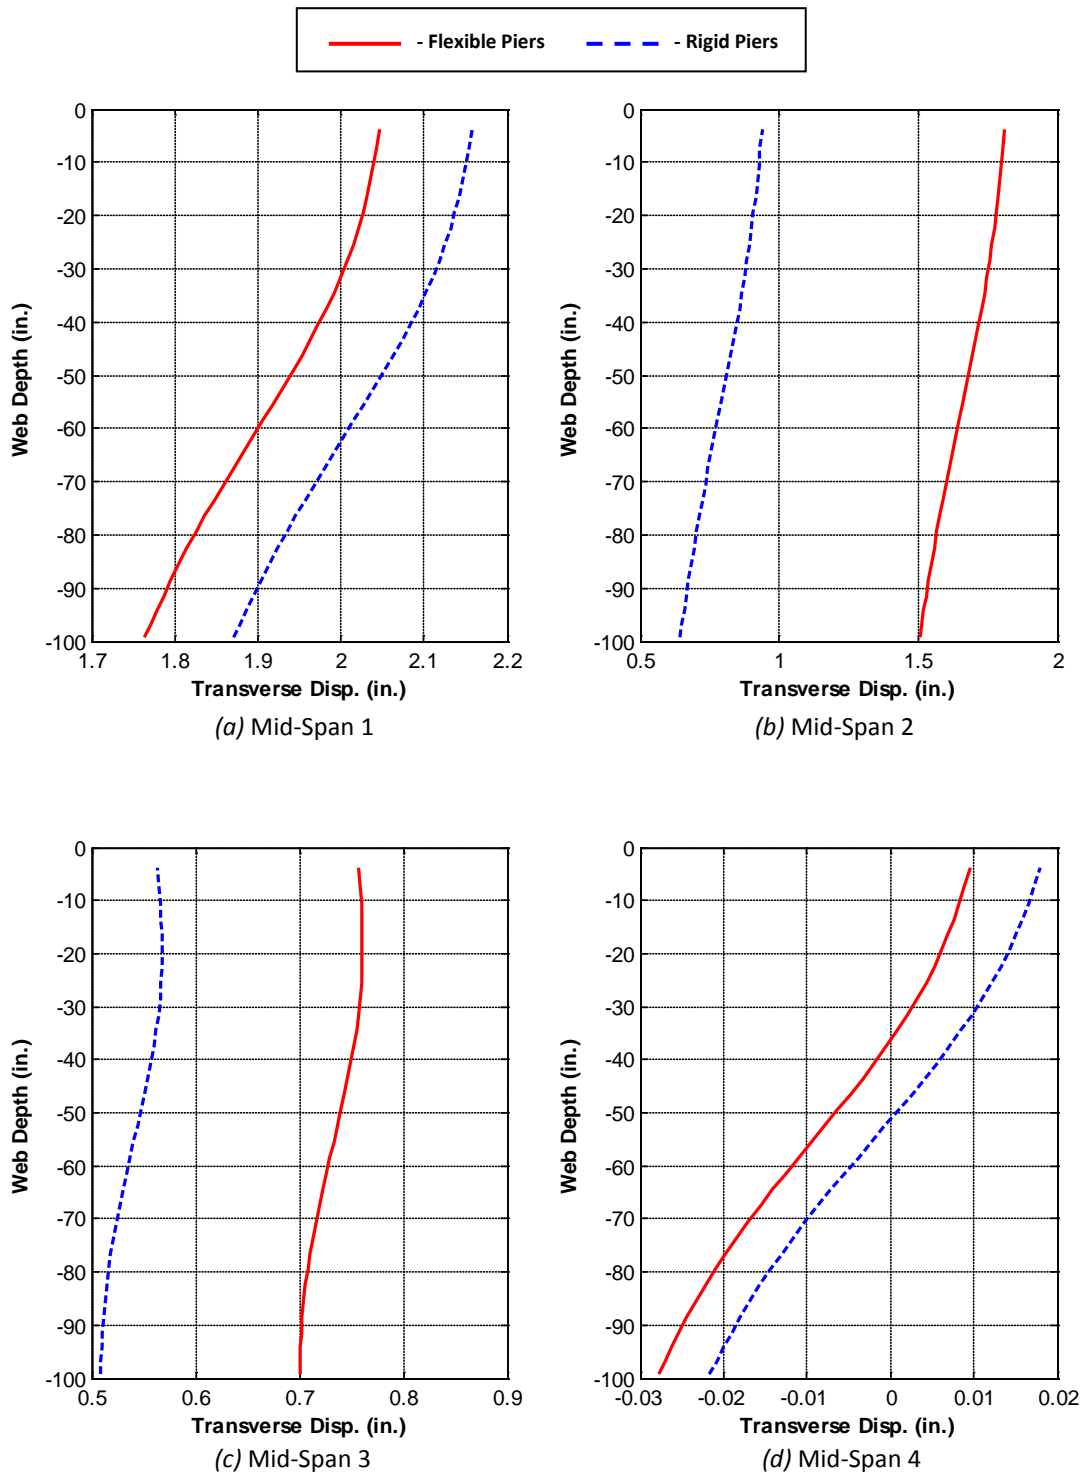 - Flexible Piers - Rigid Piers
0
-10
-20
-30
-40
-50
-60
-70
-80
-90
-100
Web Depth (in.)
1.7 1.8 1.9 2 2.1 2.2
Transverse Disp. (in.)
(a) Mid-Span 1
0
-10
-20
-30
-40
-50
-60
-70
-80
-90
-100
Web Depth (in.)
0.5 1 1.5 2
Transverse Disp. (in.)
(b) Mid-Span 2
0
-10
-20
-30
-40
-50
-60
-70
-80
-90
-100
Web Depth (in.)
0.5 0.6 0.7 0.8 0.9
Transverse Disp. (in.)
(c) Mid-Span 3
0
-10
-20
-30
-40
-50
-60
-70
-80
-90
-100
Web Depth (in.)
-0.03 -0.02 -0.01 0 0.01 0.02
Transverse Disp. (in.)
(d) Mid-Span 4